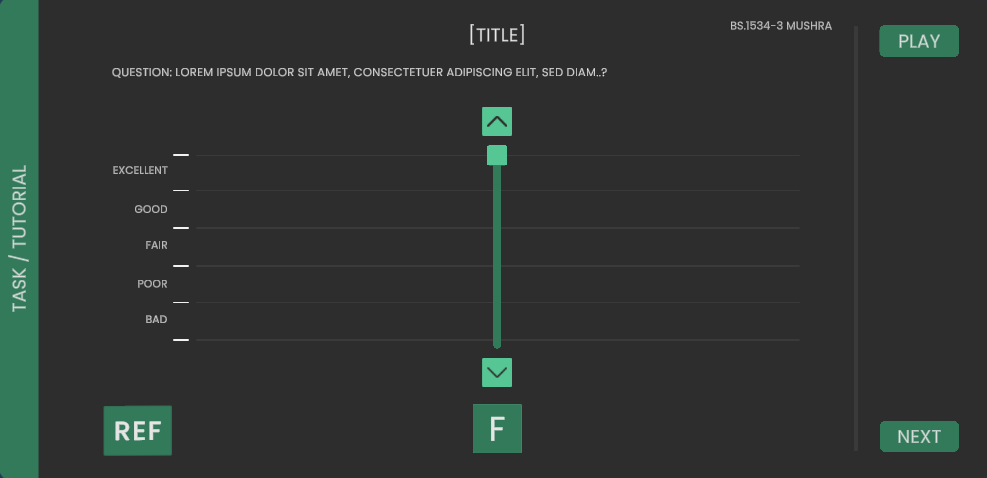 TASK / TUTORIAL
[TITLE]
BS.1534-3 MUSHRA
PLAY
QUESTION: LOREM IPSUM DOLOR SIT AMET, CONSECTETUER ADIPISCING ELIT, SED DIAM..?
EXCELLENT
GOOD
FAIR
POOR
BAD
REF
F
NEXT